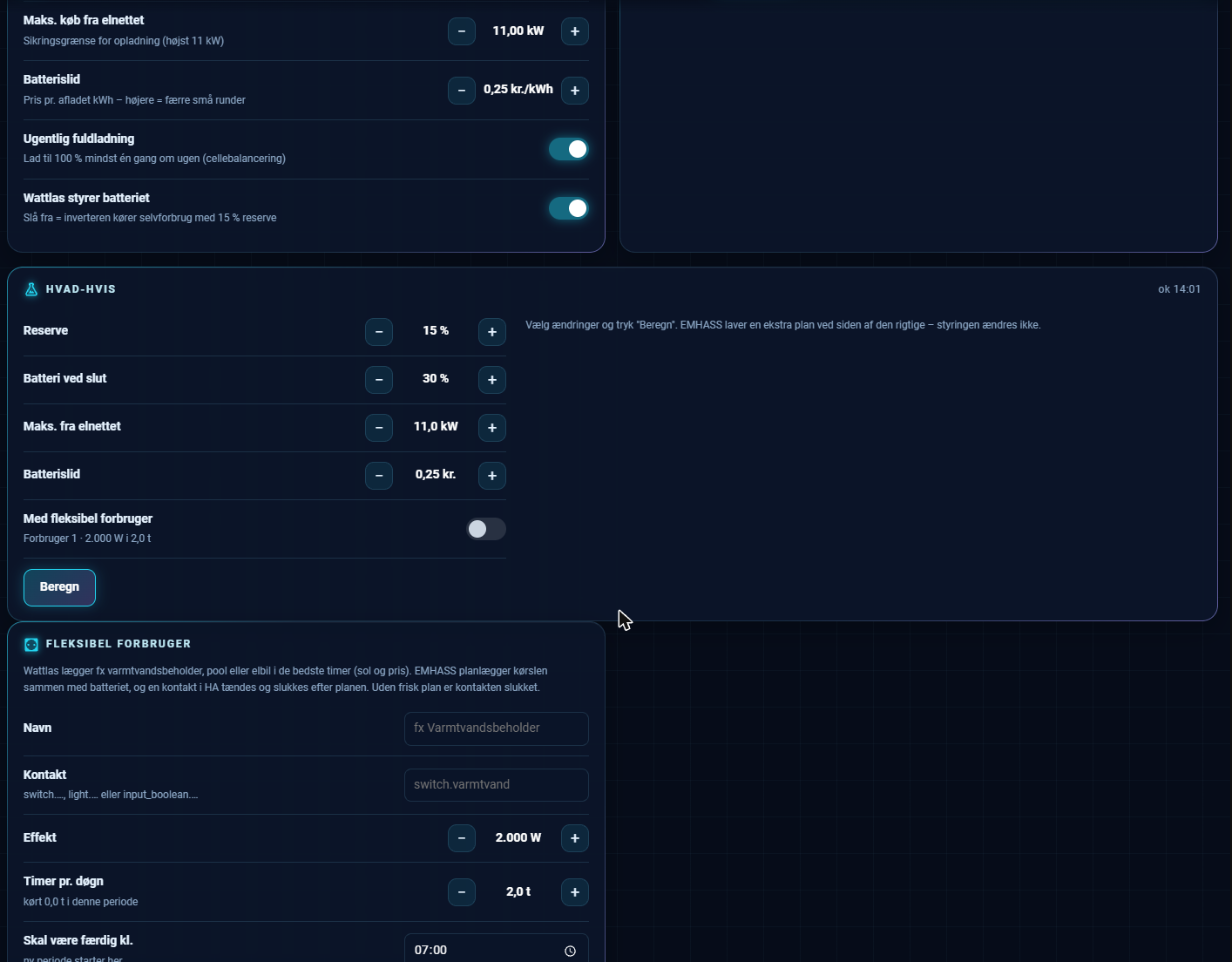 Maks. køb fra elnettet
Sikringsgrænse for opladning (højst 11 kW)
− 11,00 kW +
Batterislid
Pris pr. afladet kWh – højere = færre små runder
− 0,25 kr./kWh +
Ugentlig fuldladning
Lad til 100 % mindst én gang om ugen (cellebalancering)
Wattlas styrer batteriet
Slå fra = inverteren kører selvforbrug med 15 % reserve
HVAD-HVIS
ok 14:01
Reserve
− 15 % +
Vælg ændringer og tryk "Beregn". EMHASS laver en ekstra plan ved siden af den rigtige – styringen ændres ikke.
Batteri ved slut
− 30 % +
Maks. fra elnettet
− 11,0 kW +
Batterislid
− 0,25 kr. +
Med fleksibel forbruger
Forbruger 1 · 2.000 W i 2,0 t
Beregn
FLEKSIBEL FORBRUGER
Wattlas lægger fx varmtvandsbeholder, pool eller elbil i de bedste timer (sol og pris). EMHASS planlægger kørslen
sammen med batteriet, og en kontakt i HA tændes og slukkes efter planen. Uden frisk plan er kontakten slukket.
Navn
fx Varmtvandsbeholder
Kontakt
switch.…, light.… eller input_boolean.…
switch.varmtvand
Effekt
− 2.000 W +
Timer pr. døgn
kørt 0,0 t i denne periode
− 2,0 t +
Skal være færdig kl.
ny periode starter her
07:00